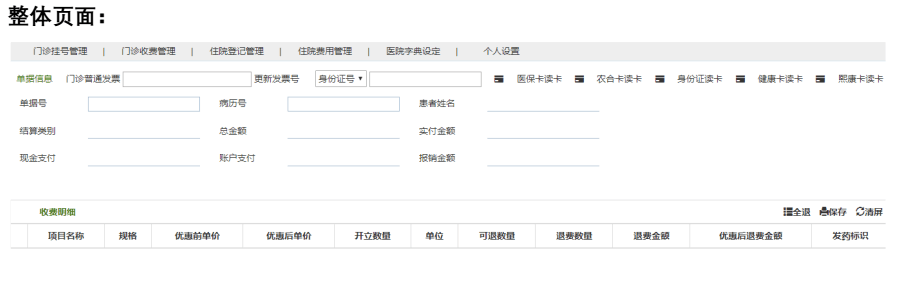 整体页面：
门诊挂号管理 | 门诊收费管理 | 住院登记管理 | 住院费用管理 | 医院字典设定 | 个人设置
单据信息 门诊普通发票 更新发票号 身份证号 医保卡读卡 农合卡读卡 身份证读卡 健康卡读卡 熙康卡读卡
单据号 病历号 患者姓名
结算类别 总金额 实付金额
现金支付 账户支付 报销金额
收费明细 全退 保存 清屏
项目名称 规格 优惠前单价 优惠后单价 开立数量 单位 可退数量 退费数量 退费金额 优惠后退费金额 发药标识